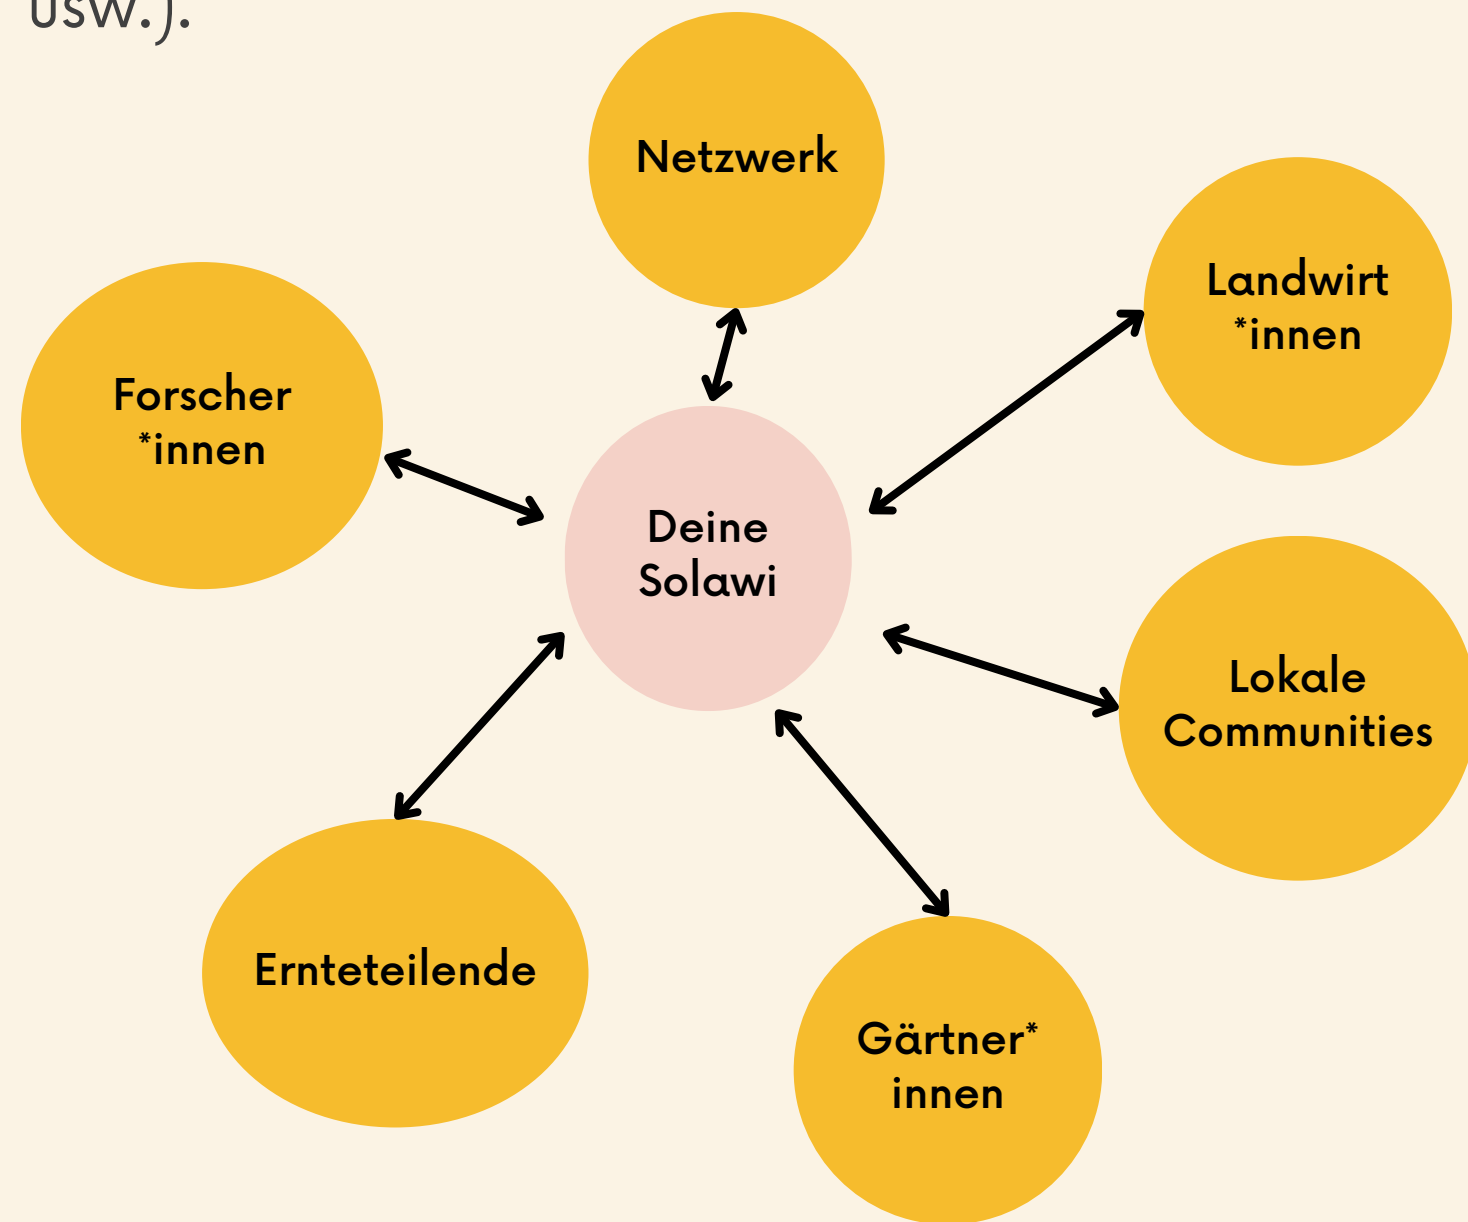 usw.).
Netzwerk
Landwirt
*innen
Forscher
*innen
Deine
Solawi
Lokale
Communities
Ernteteilende
Gärtner*
innen